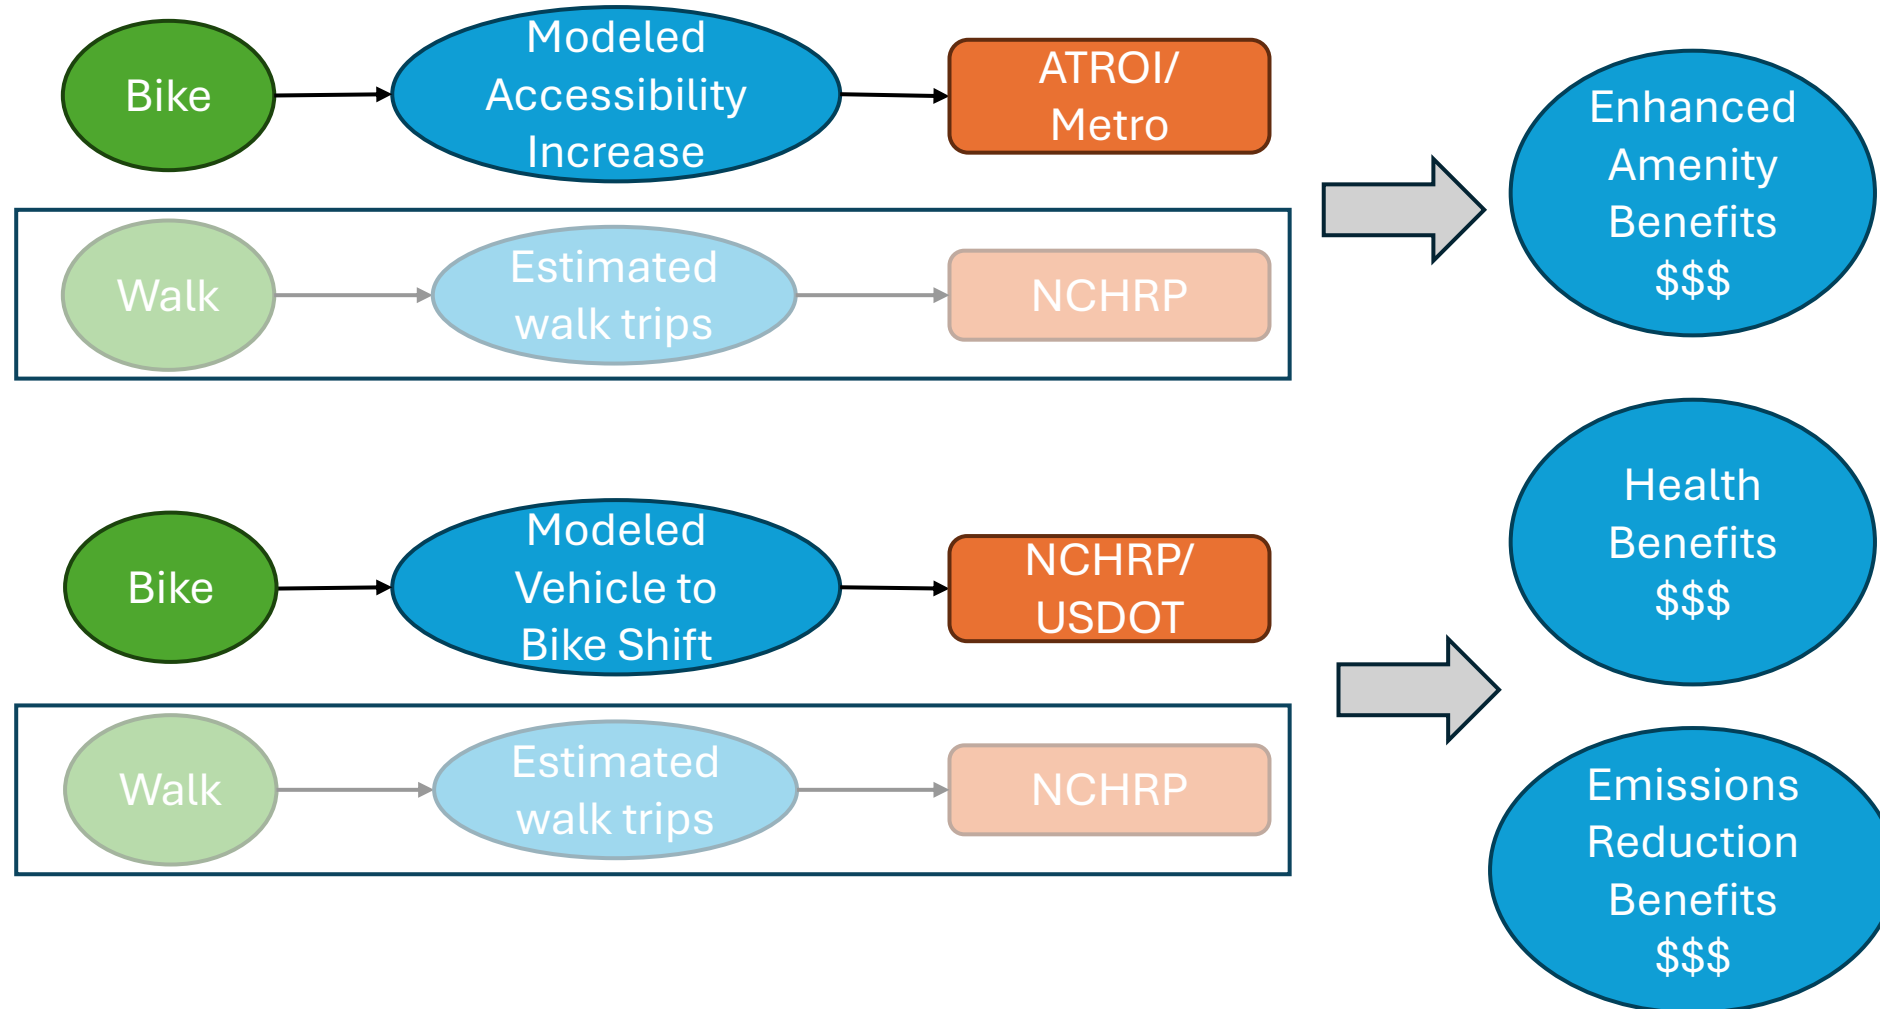 Bike
Modeled
Accessibility
Increase
ATROI/
Metro
Walk
Estimated
walk trips
NCHRP
Enhanced
Amenity
Benefits
$$$
Bike
Modeled
Vehicle to
Bike Shift
NCHRP/
USDOT
Walk
Estimated
walk trips
NCHRP
Health
Benefits
$$$
Emissions
Reduction
Benefits
$$$